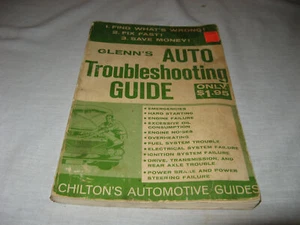 1. FIND WHAT'S WRONG!
2. FIX FAST!
3. SAVE MONEY!
GLENN'S AUTO
Troubleshooting
GUIDE
ONLY
$1.95
• EMERGENCIES
• HARD STARTING
• ENGINE FAILURE
• EXCESSIVE OIL
CONSUMPTION
• ENGINE NOISES
• OVERHEATING
• FUEL SYSTEM TROUBLE
• ELECTRICAL SYSTEM FAILURE
• IGNITION SYSTEM FAILURE
• DRIVE, TRANSMISSION, AND
REAR AXLE TROUBLE
• POWER BRAKE AND POWER
STEERING FAILURE
CHILTON'S AUTOMOTIVE GUIDES